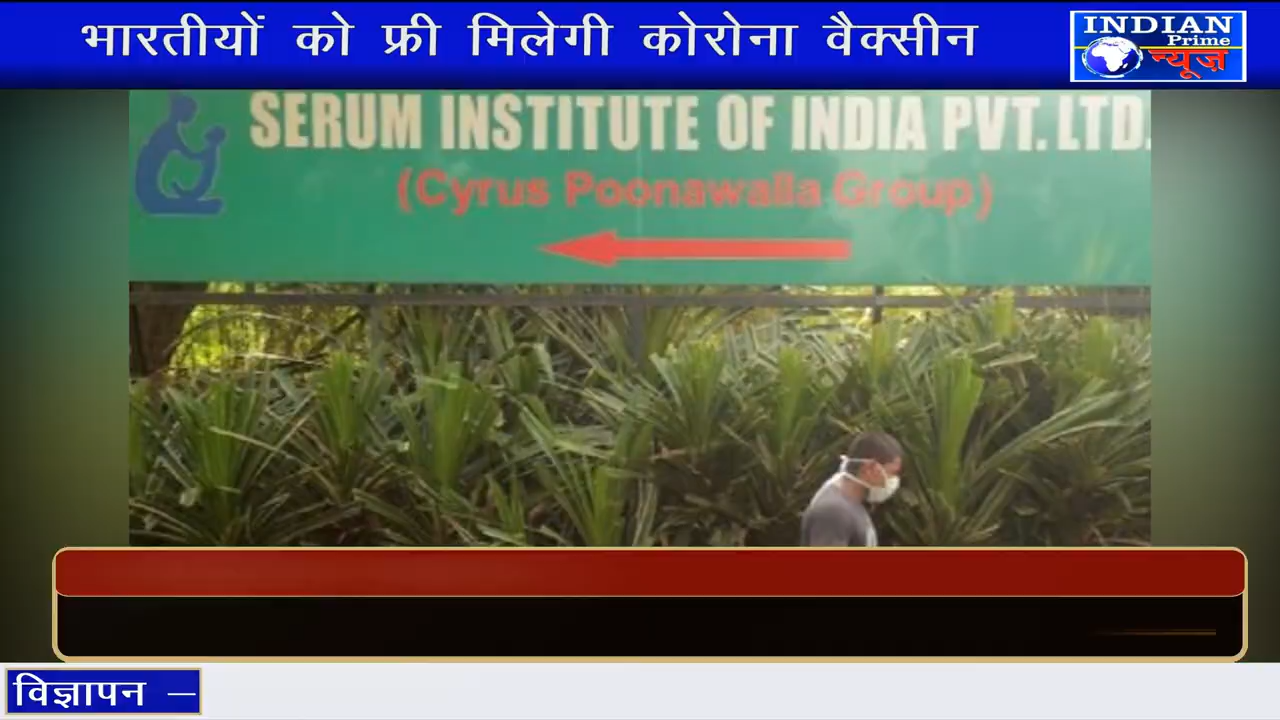 भारतीयों को फ्री मिलेगी कोरोना वैक्सीन
INDIAN
Prime
न्यूज़
SERUM INSTITUTE OF INDIA PVT. LTD.
(Cyrus Poonawalla Group)
विज्ञापन –